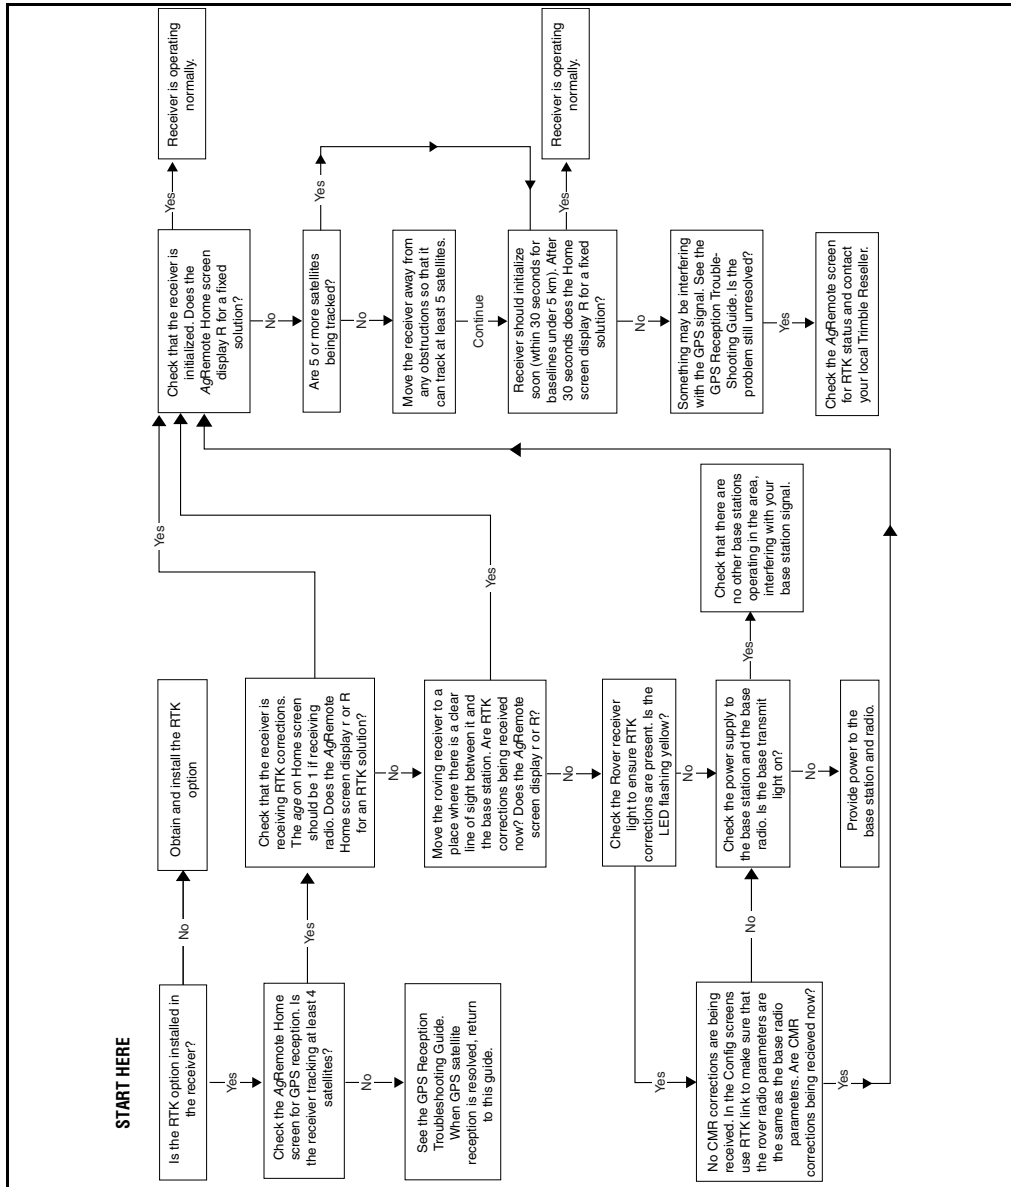 START HERE
Is the RTK option installed in
the receiver?
No
Obtain and install the RTK
option
Yes
Check the AgRemote Home
screen for GPS reception. Is
the receiver tracking at least 4
satellites?
No
See the GPS Reception
Troubleshooting Guide.
When GPS satellite
reception is resolved, return
to this guide.
Yes
Check that the receiver is
receiving RTK corrections.
The age on Home screen
should be 1 if receiving
radio. Does the AgRemote
Home screen display r or R
for an RTK solution?
Yes
No
Move the roving receiver to a
place where there is a clear
line of sight between it and
the base station. Are RTK
corrections being received
now? Does the AgRemote
screen display r or R?
Yes
No
Check the Rover receiver
light to ensure RTK
corrections are present. Is the
LED flashing yellow?
Yes
No
No CMR corrections are being
received. In the Config screens
use RTK link to make sure that
the rover radio parameters are
the same as the base radio
parameters. Are CMR
corrections being recieved now?
No
Yes
Check the power supply to
the base station and the base
radio. Is the base transmit
light on?
Yes
Check that there are
no other base stations
operating in the area,
interfering with your
base station signal.
No
Provide power to the
base station and radio.
Check that the receiver is
initialized. Does the
AgRemote Home screen
display R for a fixed
solution?
Yes
Receiver is operating
normally.
No
Are 5 or more satellites
being tracked?
Yes
No
Move the receiver away from
any obstructions so that it
can track at least 5 satellites.
Continue
Receiver should initialize
soon (wthin 30 seconds for
baselines under 5 km). After
30 seconds does the Home
screen display R for a fixed
solution?
Yes
Receiver is operating
normally.
No
Something may be interfering
with the GPS signal. See the
GPS Reception Trouble-
Shooting Guide. Is the
problem still unresolved?
Yes
Check the AgRemote screen
for RTK status and contact
your local Trimble Reseller.